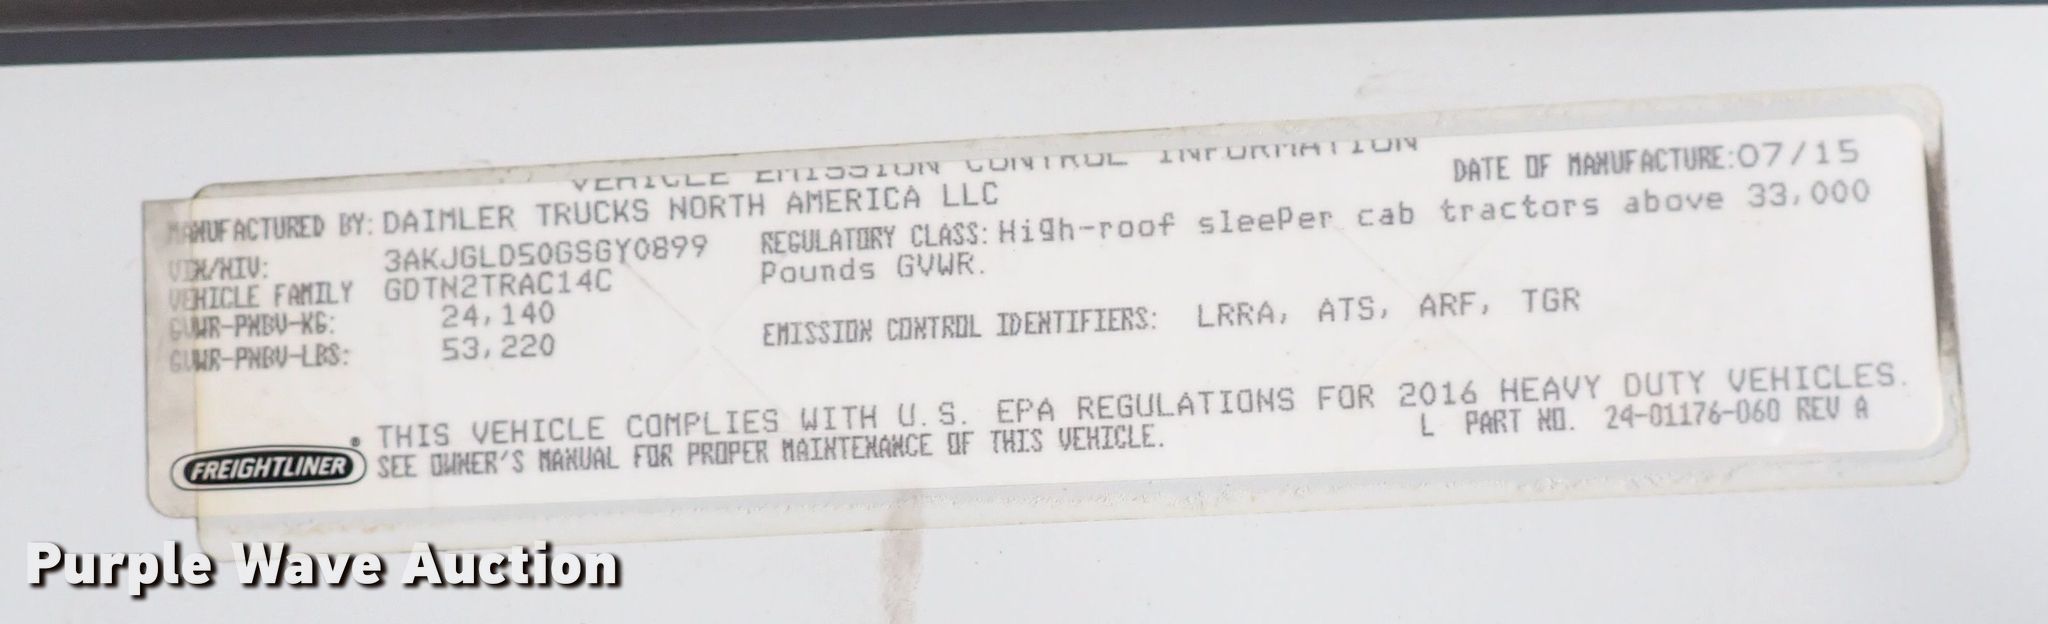 VEHICLE EMISSION CONTROL INFORMATION
MANUFACTURED BY: DAIMLER TRUCKS NORTH AMERICA LLC
DATE OF MANUFACTURE: 07/15
VIN/NIV: 3AKJGLD50GSGY0899
REGULATORY CLASS: High-roof sleePer cab tractors above 33,000
Pounds GVWR.
VEHICLE FAMILY GDTN2TRAC14C
GVWR-PNBV-KG: 24,140
GVWR-PNBV-LBS: 53,220
EMISSION CONTROL IDENTIFIERS: LRRA, ATS, ARF, TGR
THIS VEHICLE COMPLIES WITH U.S. EPA REGULATIONS FOR 2016 HEAVY DUTY VEHICLES.
SEE OWNER'S MANUAL FOR PROPER MAINTENANCE OF THIS VEHICLE.
L PART NO. 24-01176-060 REV A
FREIGHTLINER®
Purple Wave Auction